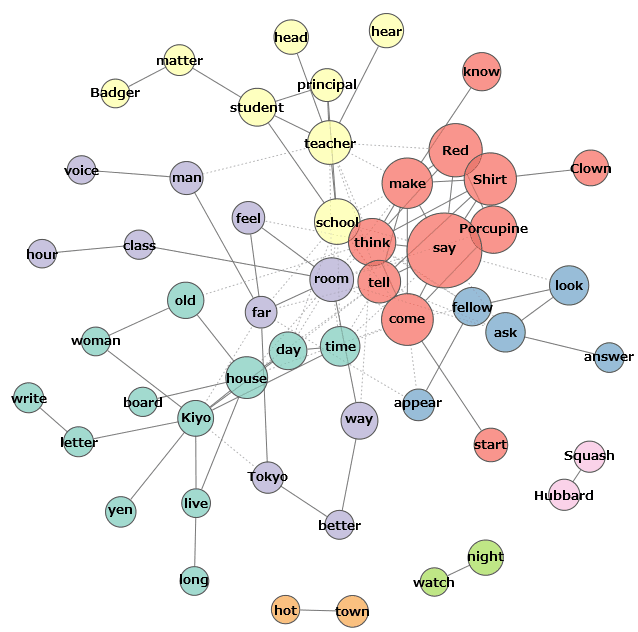 head
hear
matter
know
principal
Badger
student
teacher
Red
voice
man
make
Shirt
Clown
feel
school
Porcupine
think
say
hour
class
room
tell
look
old
far
fellow
come
ask
woman
day
time
answer
house
write
board
Kiyo
way
appear
letter
start
Squash
Tokyo
Hubbard
yen
live
better
night
long
watch
hot
town